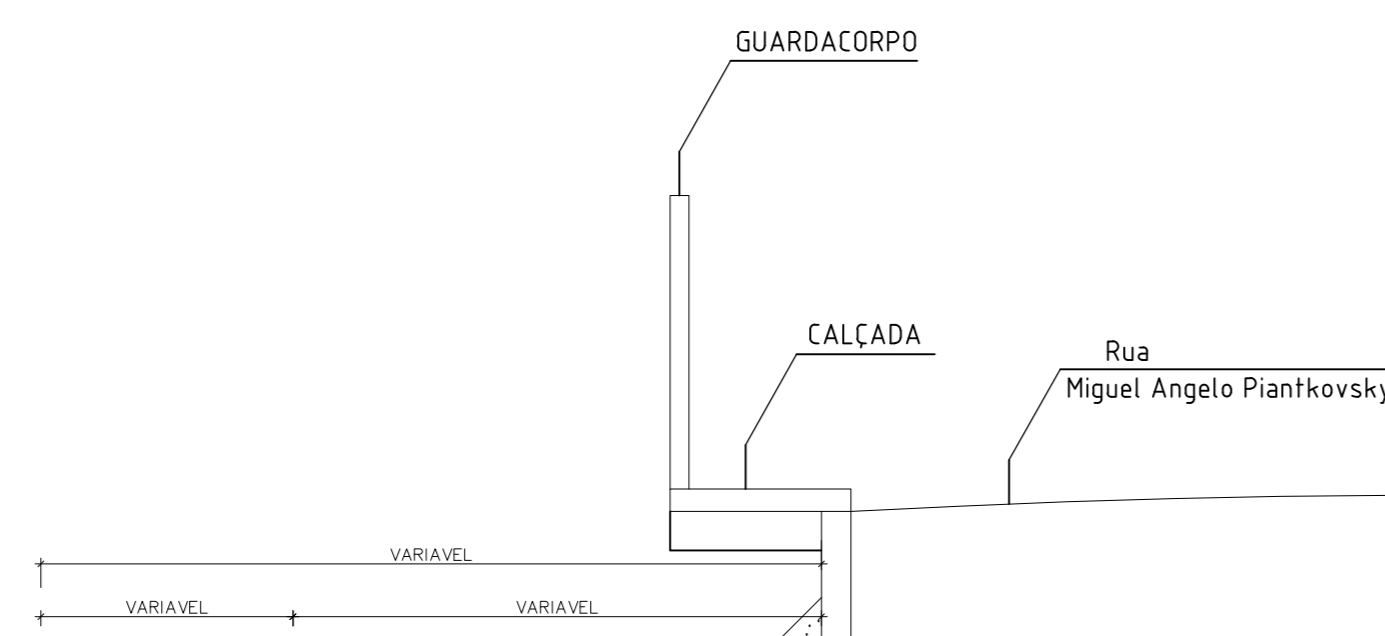 GUARDACORPO
CALÇADA
Rua
Miguel Angelo Piantkovsky
VARIAVEL
VARIAVEL
VARIAVEL